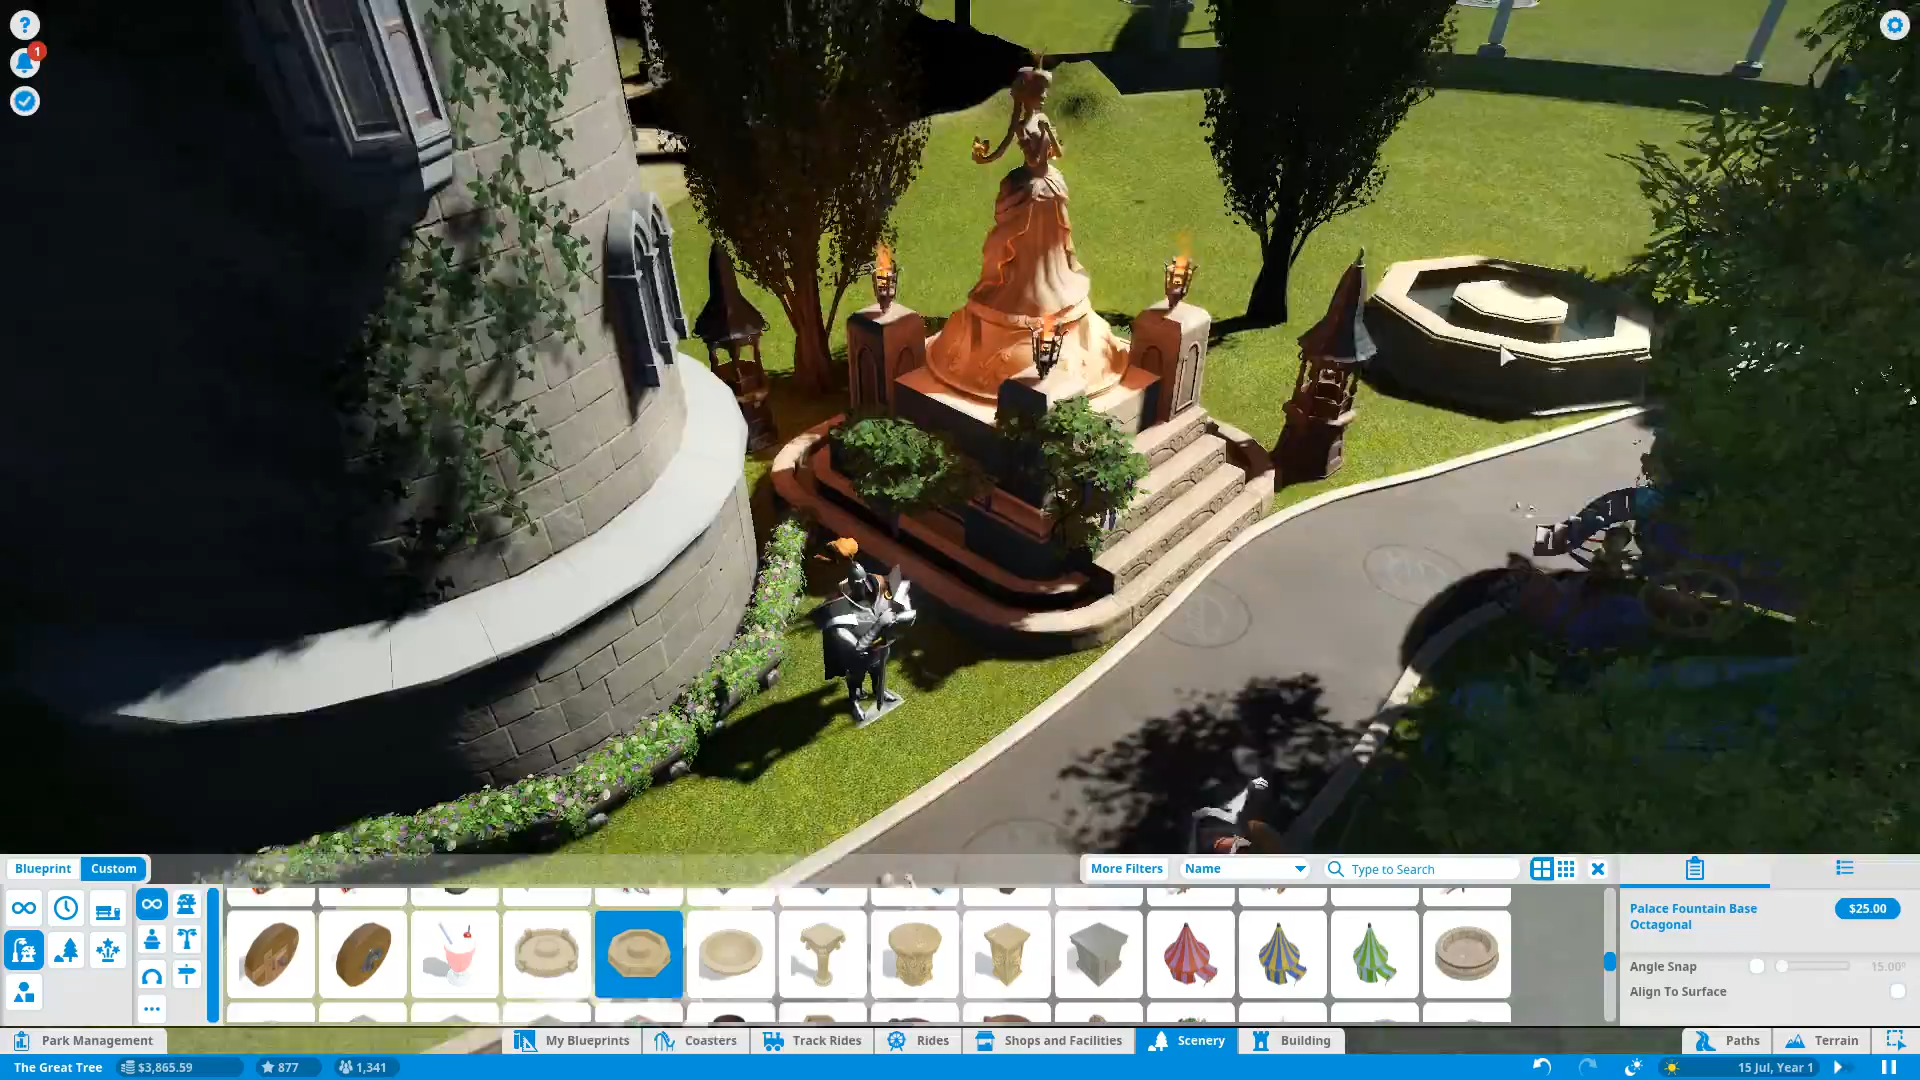 ?
1
Blueprint
Custom
More Filters
Name
Type to Search
Palace Fountain Base
Octagonal
$25.00
Angle Snap
15.00°
Align To Surface
Park Management
My Blueprints
Coasters
Track Rides
Rides
Shops and Facilities
Scenery
Building
Paths
Terrain
The Great Tree
$3,865.59
877
1,341
15 Jul, Year 1